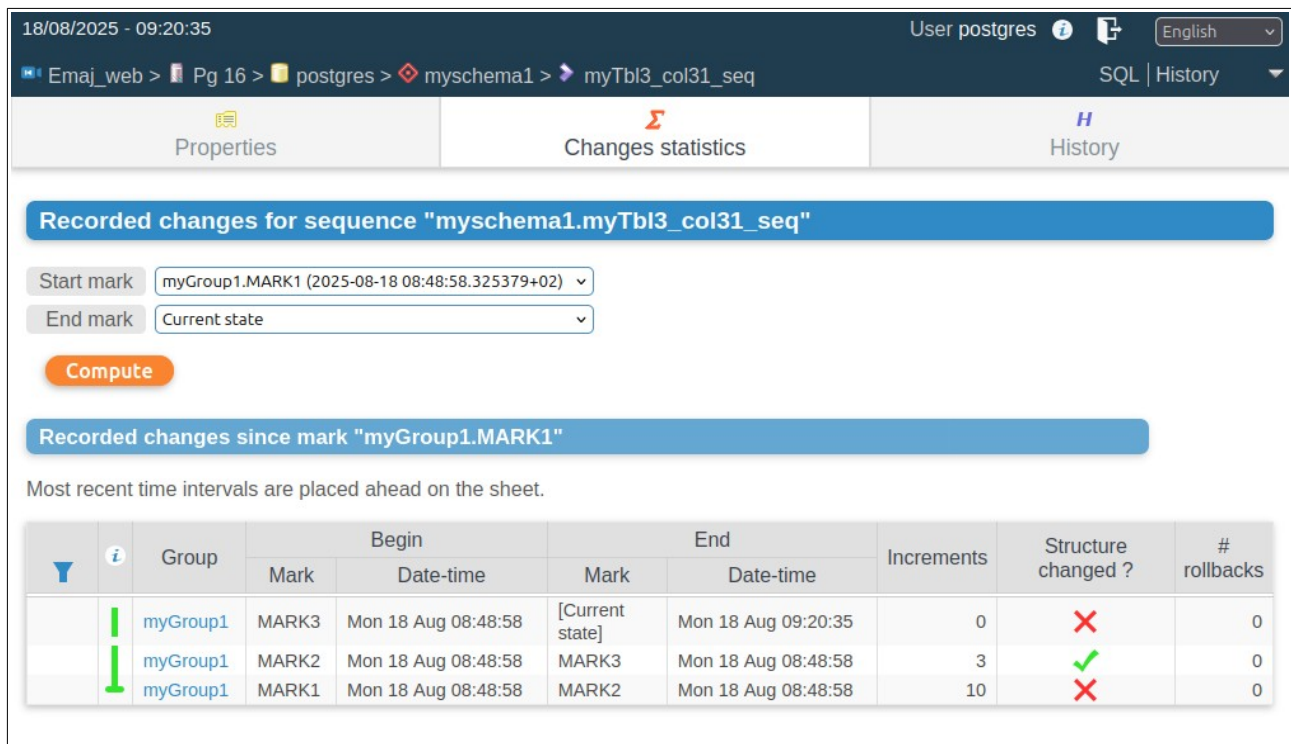 18/08/2025 - 09:20:35 User postgres i English
Emaj_web > Pg 16 > postgres > myschema1 > myTbl3_col31_seq SQL | History
Σ H
Properties Changes statistics History
Recorded changes for sequence "myschema1.myTbl3_col31_seq"
Start mark myGroup1.MARK1 (2025-08-18 08:48:58.325379+02)
End mark Current state
Compute
Recorded changes since mark "myGroup1.MARK1"
Most recent time intervals are placed ahead on the sheet.
i Group Begin End Increments Structure changed ? # rollbacks
Mark Date-time Mark Date-time
myGroup1 MARK3 Mon 18 Aug 08:48:58 [Current state] Mon 18 Aug 09:20:35 0 0
myGroup1 MARK2 Mon 18 Aug 08:48:58 MARK3 Mon 18 Aug 08:48:58 3 0
myGroup1 MARK1 Mon 18 Aug 08:48:58 MARK2 Mon 18 Aug 08:48:58 10 0